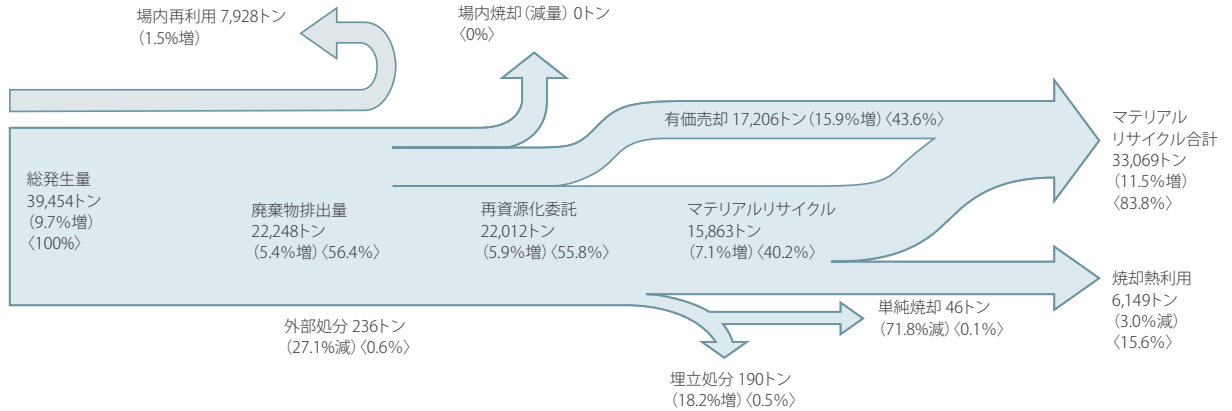 場内再利用 7,928トン
（1.5%増）
場内焼却（減量） 0トン
〈0%〉
有価売却 17,206トン（15.9%増）〈43.6%〉
マテリアル
リサイクル合計
33,069トン
（11.5%増）
〈83.8%〉
総発生量
39,454トン
（9.7%増）
〈100%〉
廃棄物排出量
22,248トン
（5.4%増）〈56.4%〉
再資源化委託
22,012トン
（5.9%増）〈55.8%〉
マテリアルリサイクル
15,863トン
（7.1%増）〈40.2%〉
焼却熱利用
6,149トン
（3.0%減）
〈15.6%〉
外部処分 236トン
（27.1%減）〈0.6%〉
単純焼却 46トン
（71.8%減）〈0.1%〉
埋立処分 190トン
（18.2%増）〈0.5%〉